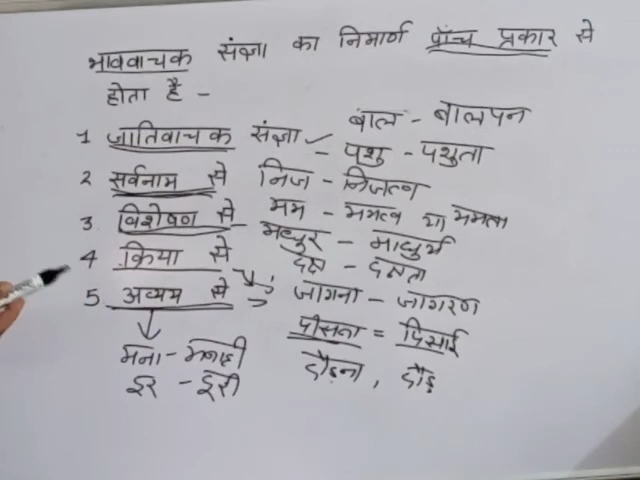 भाववाचक संज्ञा का निमार्ण पाँच प्रकार से
होता है -
1 जातिवाचक संज्ञा - बाल - बालपन
पशु - पशुता
2 सर्वनाम से निज - निजत्व
मम - ममत्व या ममता
3 विशेषण से - मधुर - माधुर्य
दक्ष - दक्षता
4 क्रिया से
5 अव्यय से जागना - जागरण
पीसना = पिसाई
दौड़ना, दौड़
मना - मनाही
दूर - दूरी